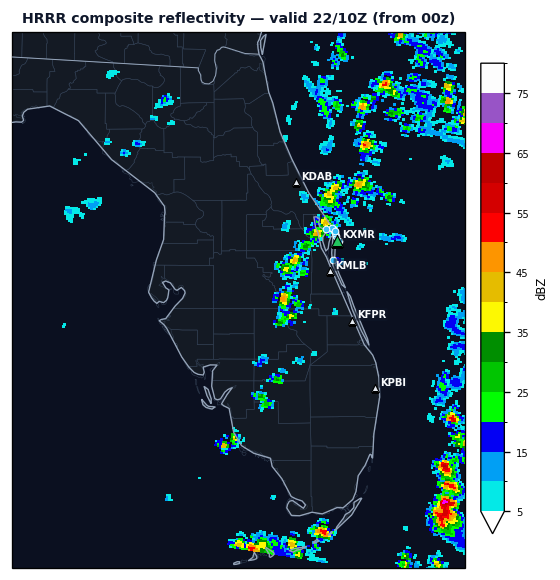 HRRR composite reflectivity — valid 22/10Z (from 00z)
75
65
55
45
35
25
15
5
dBZ
KDAB
KXMR
KMLB
KFPR
KPBI